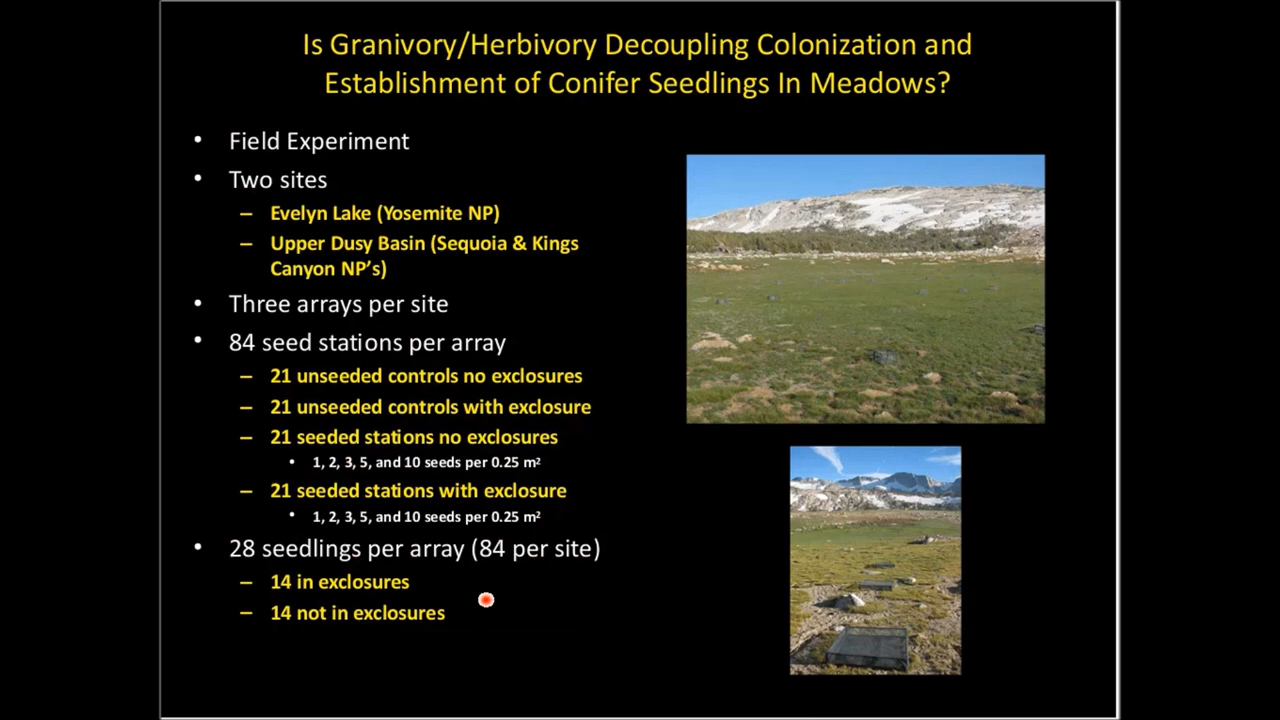 Is Granivory/Herbivory Decoupling Colonization and
Establishment of Conifer Seedlings In Meadows?
• Field Experiment
• Two sites
– Evelyn Lake (Yosemite NP)
– Upper Dusy Basin (Sequoia & Kings
Canyon NP’s)
• Three arrays per site
• 84 seed stations per array
– 21 unseeded controls no exclosures
– 21 unseeded controls with exclosure
– 21 seeded stations no exclosures
• 1, 2, 3, 5, and 10 seeds per 0.25 m²
– 21 seeded stations with exclosure
• 1, 2, 3, 5, and 10 seeds per 0.25 m²
• 28 seedlings per array (84 per site)
– 14 in exclosures
– 14 not in exclosures